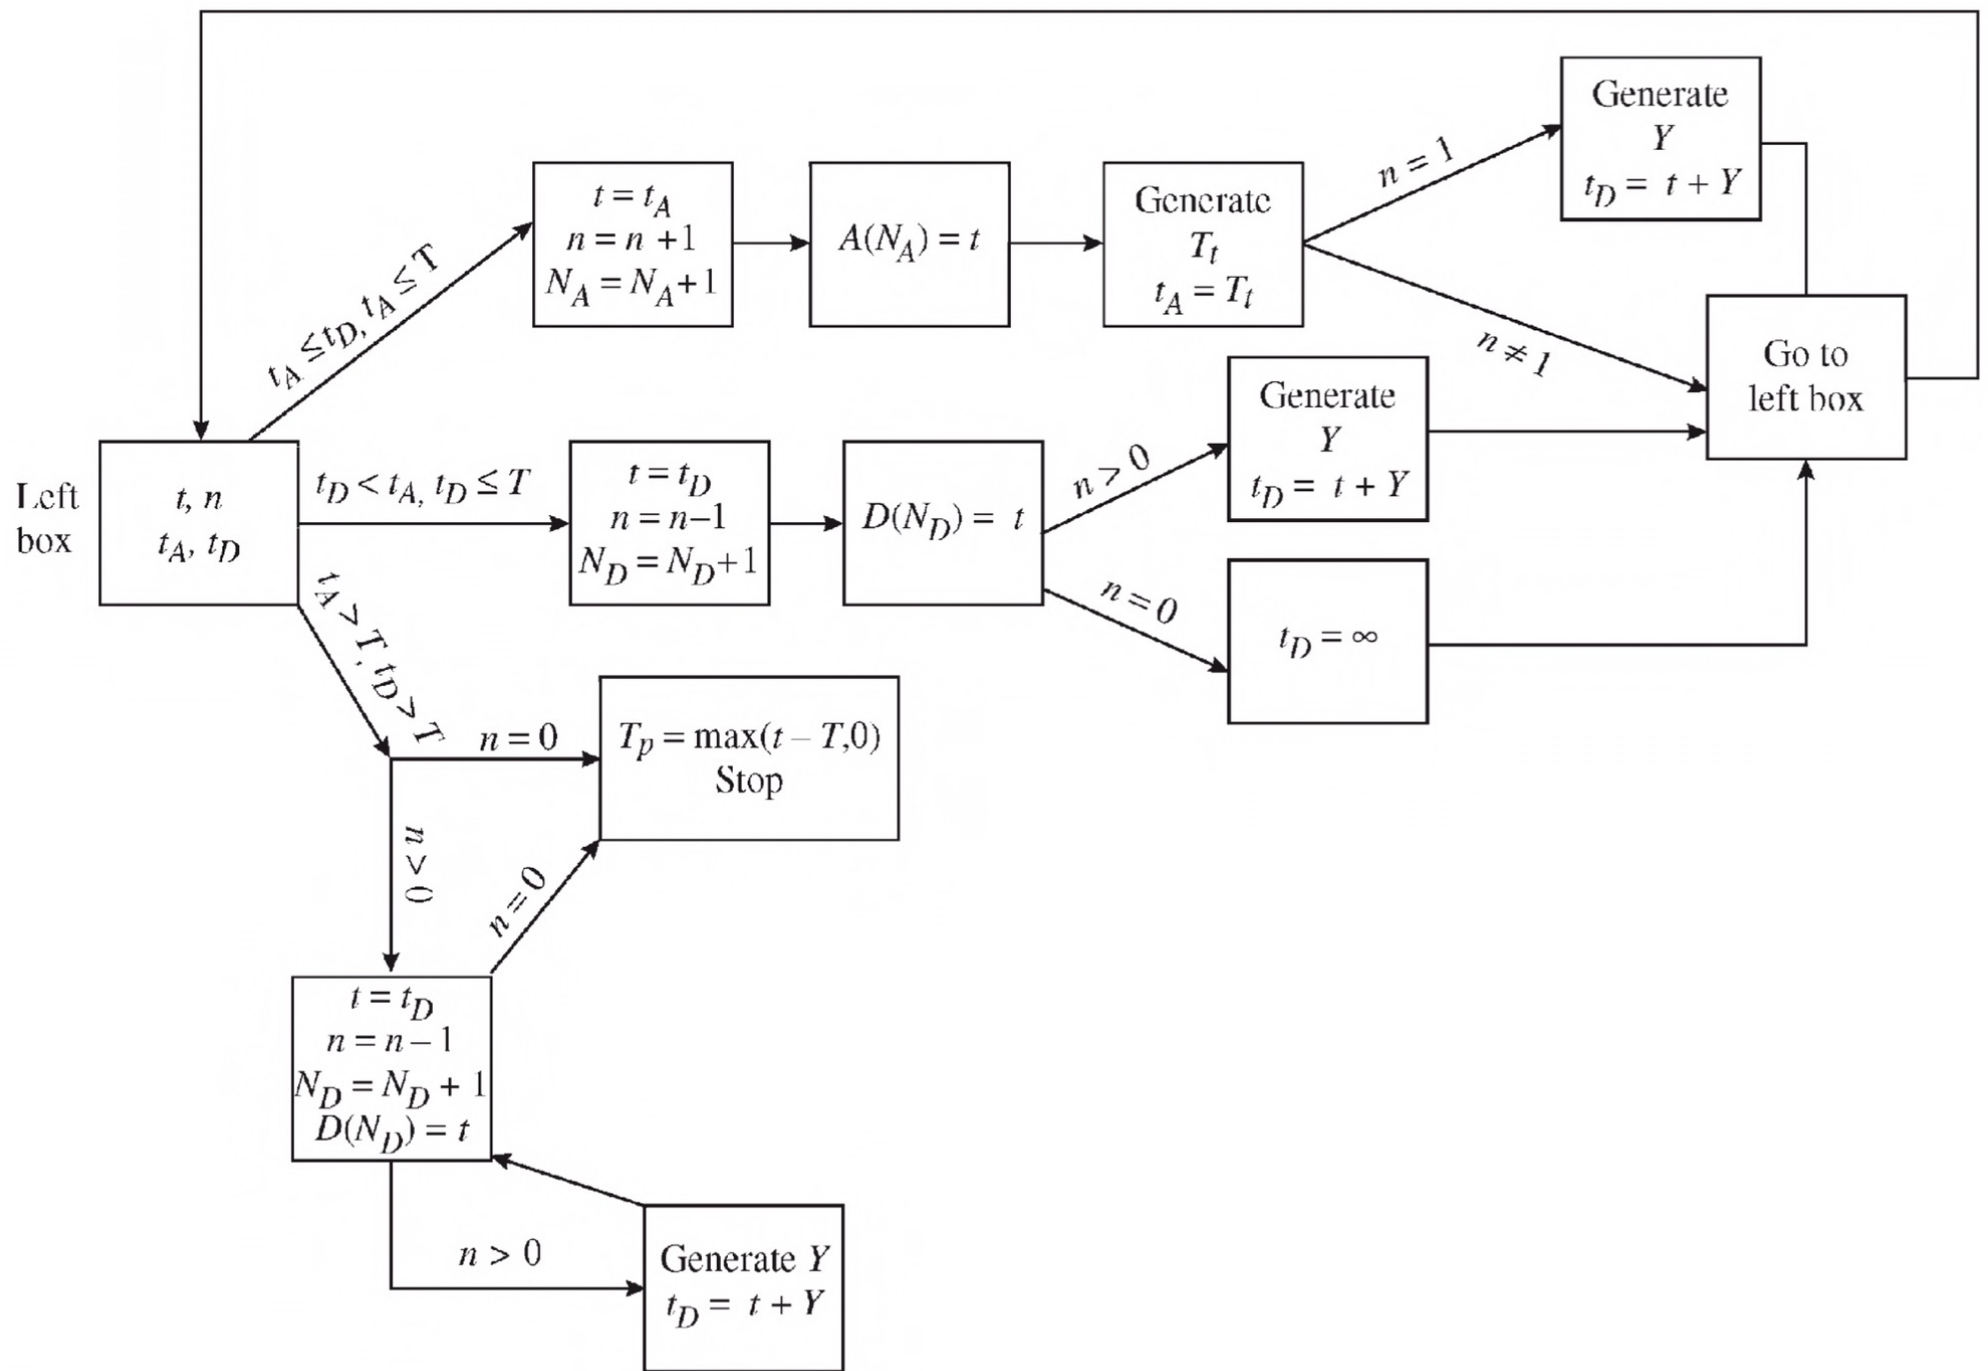 Generate
Y
t_D = t + Y
n = 1
t = t_A
n = n +1
N_A = N_A+1
A(N_A) = t
Generate
T_t
t_A = T_t
t_A ≤ t_D, t_A ≤ T
n ≠ 1
Go to
left box
Generate
Y
t_D = t + Y
n > 0
Left
box
t, n
t_A, t_D
t_D < t_A, t_D ≤ T
t = t_D
n = n–1
N_D = N_D+1
D(N_D) = t
n = 0
t_D = ∞
t_A > T, t_D > T
n = 0
T_p = max(t – T,0)
Stop
n > 0
n = 0
t = t_D
n = n – 1
N_D = N_D + 1
D(N_D) = t
n > 0
Generate Y
t_D = t + Y